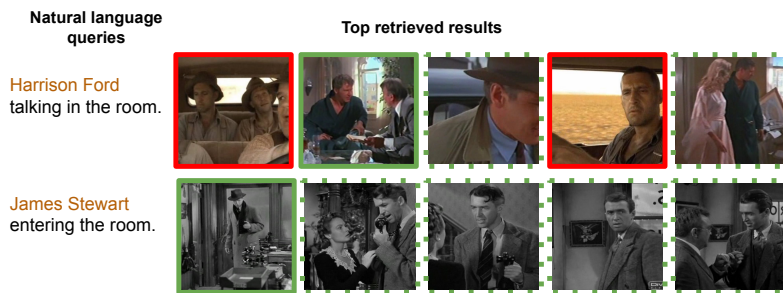 Natural language
queries
Top retrieved results
Harrison Ford
talking in the room.
James Stewart
entering the room.